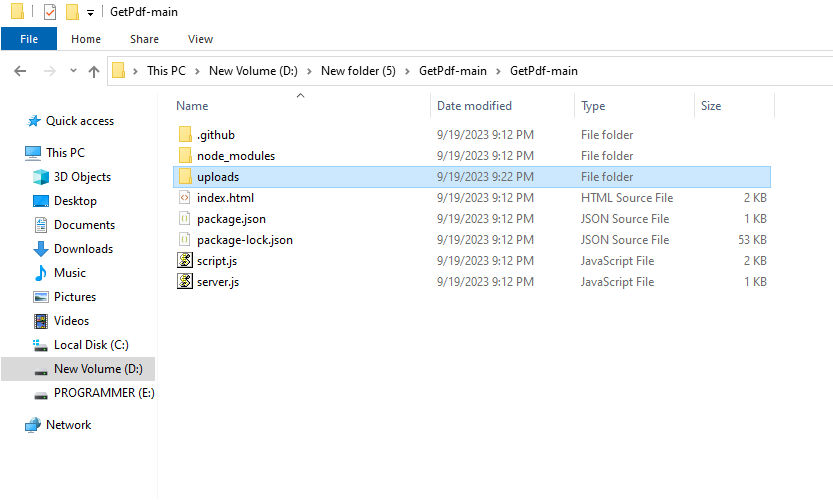 GetPdf-main
File Home Share View
This PC New Volume (D:) New folder (5) GetPdf-main GetPdf-main
Name Date modified Type Size
Quick access
This PC
3D Objects
Desktop
Documents
Downloads
Music
Pictures
Videos
Local Disk (C:)
New Volume (D:)
PROGRAMMER (E:)
Network
.github 9/19/2023 9:12 PM File folder
node_modules 9/19/2023 9:12 PM File folder
uploads 9/19/2023 9:22 PM File folder
index.html 9/19/2023 9:12 PM HTML Source File 2 KB
package.json 9/19/2023 9:12 PM JSON Source File 1 KB
package-lock.json 9/19/2023 9:12 PM JSON Source File 53 KB
script.js 9/19/2023 9:12 PM JavaScript File 2 KB
server.js 9/19/2023 9:12 PM JavaScript File 1 KB